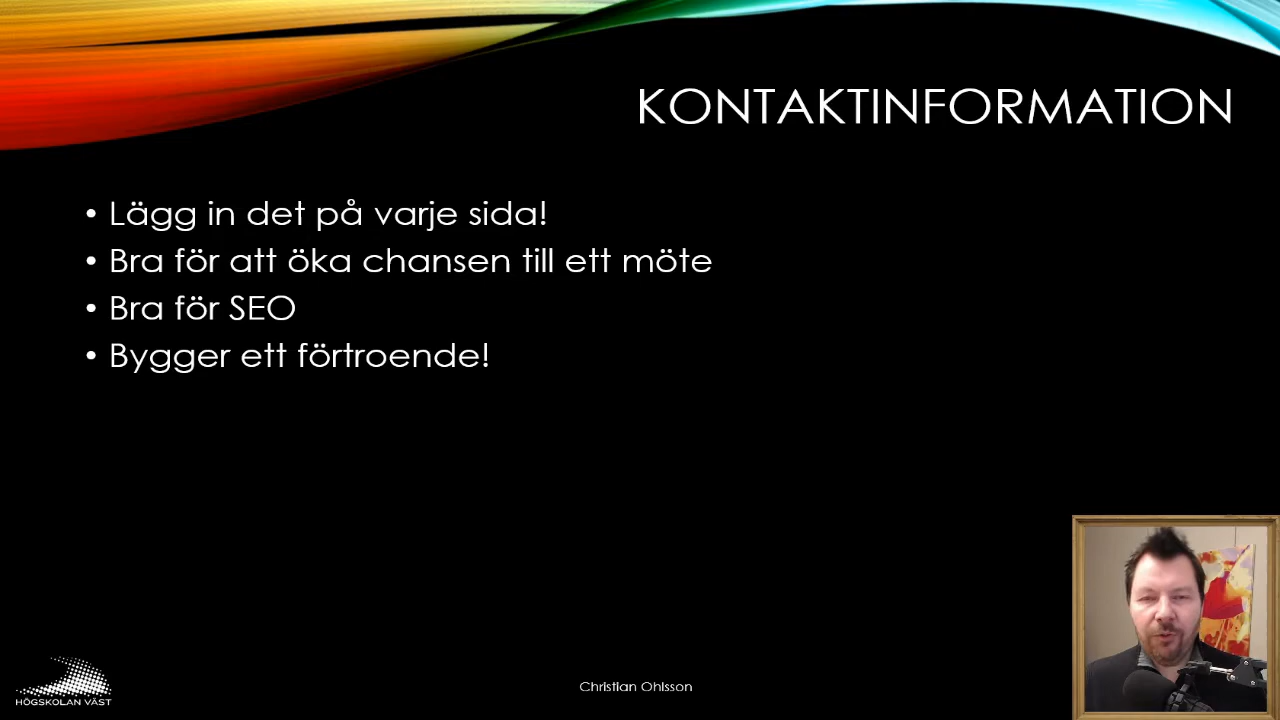 KONTAKTINFORMATION
• Lägg in det på varje sida!
• Bra för att öka chansen till ett möte
• Bra för SEO
• Bygger ett förtroende!
HÖGSKOLAN VÄST
Christian Ohlsson